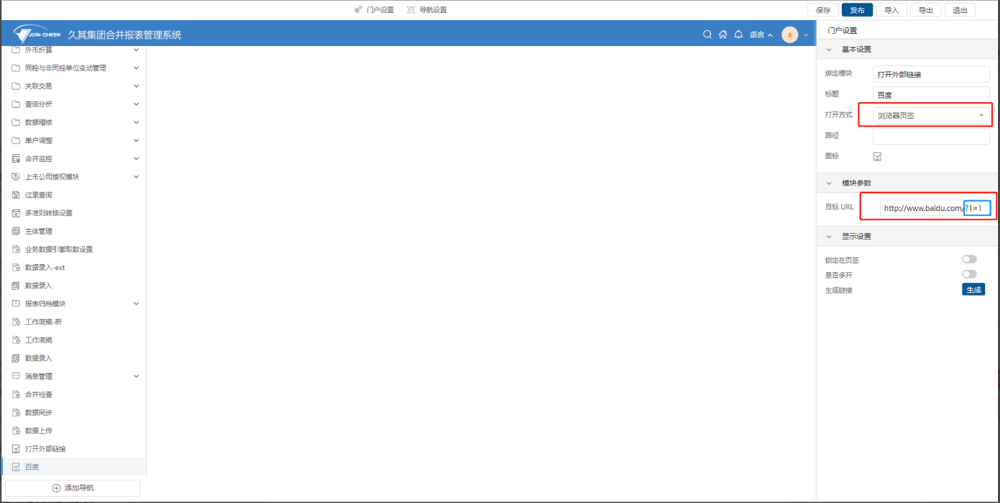 门户设置 导航设置 保存 发布 导入 导出 退出
JOIN-CHEER 久其集团合并报表管理系统 语言 a
外币折算
同控与非同控单位变动管理
关联交易
查询分析
数据稽核
单户调整
合并监控
上市公司授权模块
过录查询
多准则转换设置
主体管理
业务数据引擎取数设置
数据录入-ext
数据录入
报表归档模块
工作底稿-新
工作底稿
数据录入
消息管理
合并检查
数据同步
数据上传
打开外部链接
百度
添加导航
门户设置
基本设置
绑定模块 打开外部链接
标题 百度
打开方式 浏览器页签
路径
图标
模块参数
目标 URL http://www.baidu.com/?1=1
显示设置
锁定在页签
是否多开
生成链接 生成